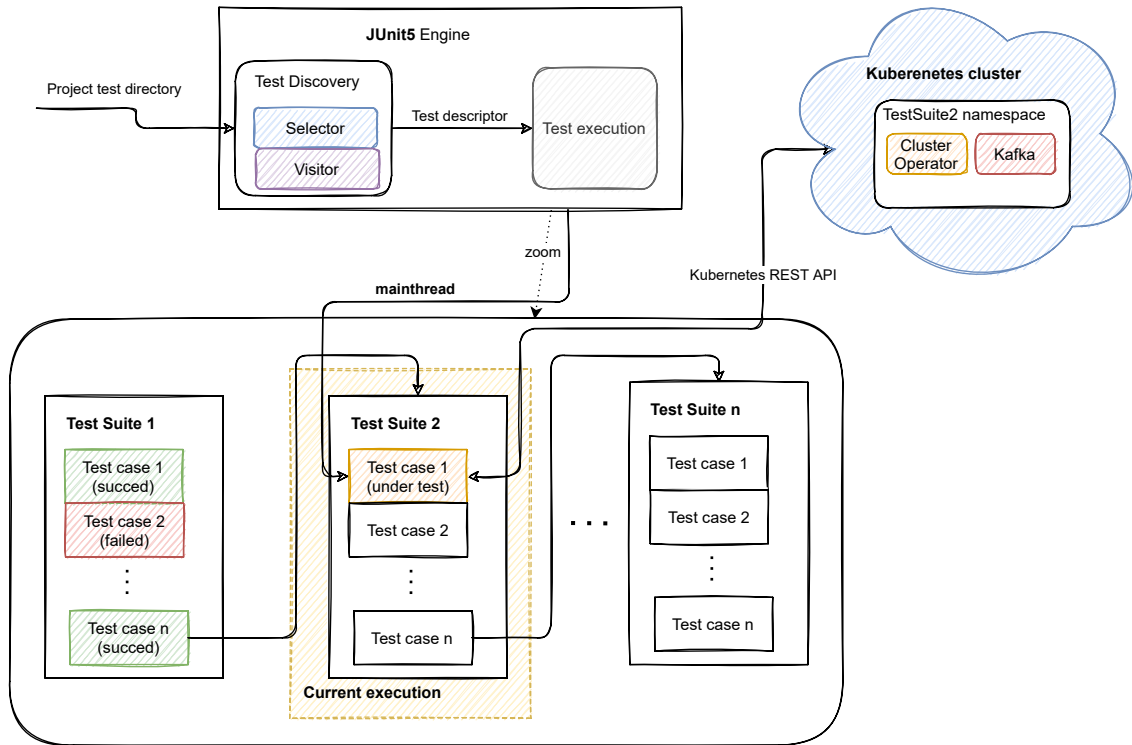 JUnit5 Engine
Project test directory
Test Discovery
Selector
Visitor
Test descriptor
Test execution
Kuberenetes cluster
TestSuite2 namespace
Cluster
Operator
Kafka
zoom
Kubernetes REST API
mainthread
Test Suite 1
Test case 1
(succed)
Test case 2
(failed)
Test case n
(succed)
Test Suite 2
Test case 1
(under test)
Test case 2
Test case n
Current execution
. . .
Test Suite n
Test case 1
Test case 2
Test case n